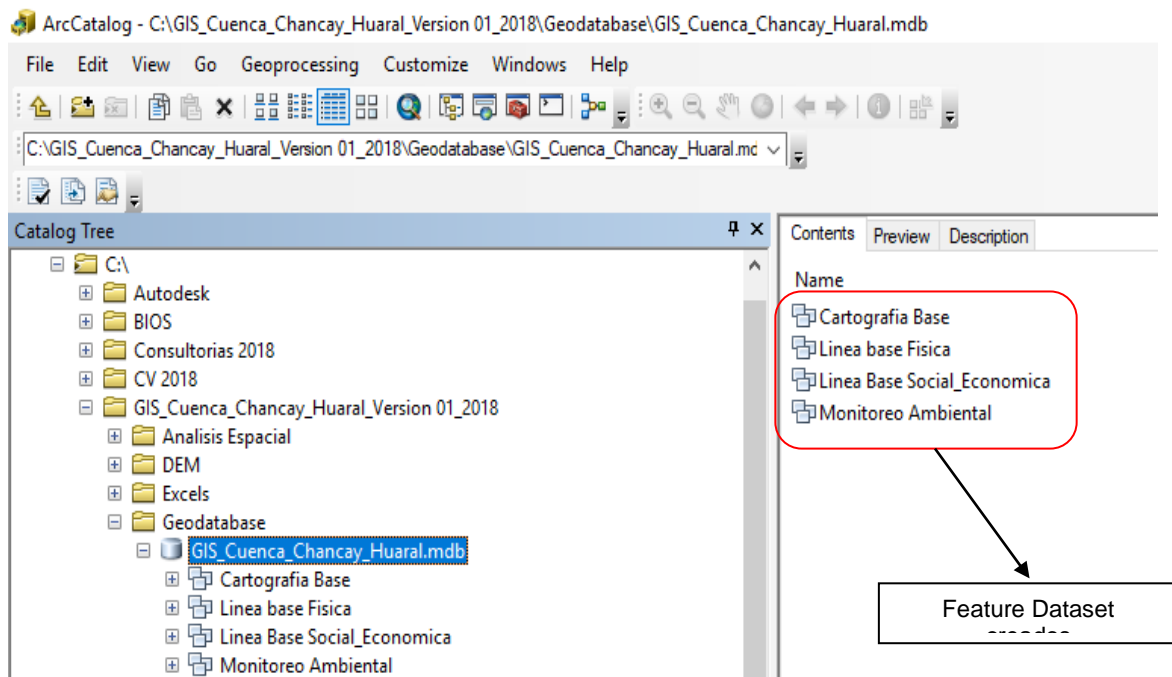 ArcCatalog - C:\GIS_Cuenca_Chancay_Huaral_Version 01_2018\Geodatabase\GIS_Cuenca_Chancay_Huaral.mdb
File Edit View Go Geoprocessing Customize Windows Help
C:\GIS_Cuenca_Chancay_Huaral_Version 01_2018\Geodatabase\GIS_Cuenca_Chancay_Huaral.md
Catalog Tree
C:\
Autodesk
BIOS
Consultorias 2018
CV 2018
GIS_Cuenca_Chancay_Huaral_Version 01_2018
Analisis Espacial
DEM
Excels
Geodatabase
GIS_Cuenca_Chancay_Huaral.mdb
Cartografia Base
Linea base Fisica
Linea Base Social_Economica
Monitoreo Ambiental
Contents Preview Description
Name
Cartografia Base
Linea base Fisica
Linea Base Social_Economica
Monitoreo Ambiental
Feature Dataset